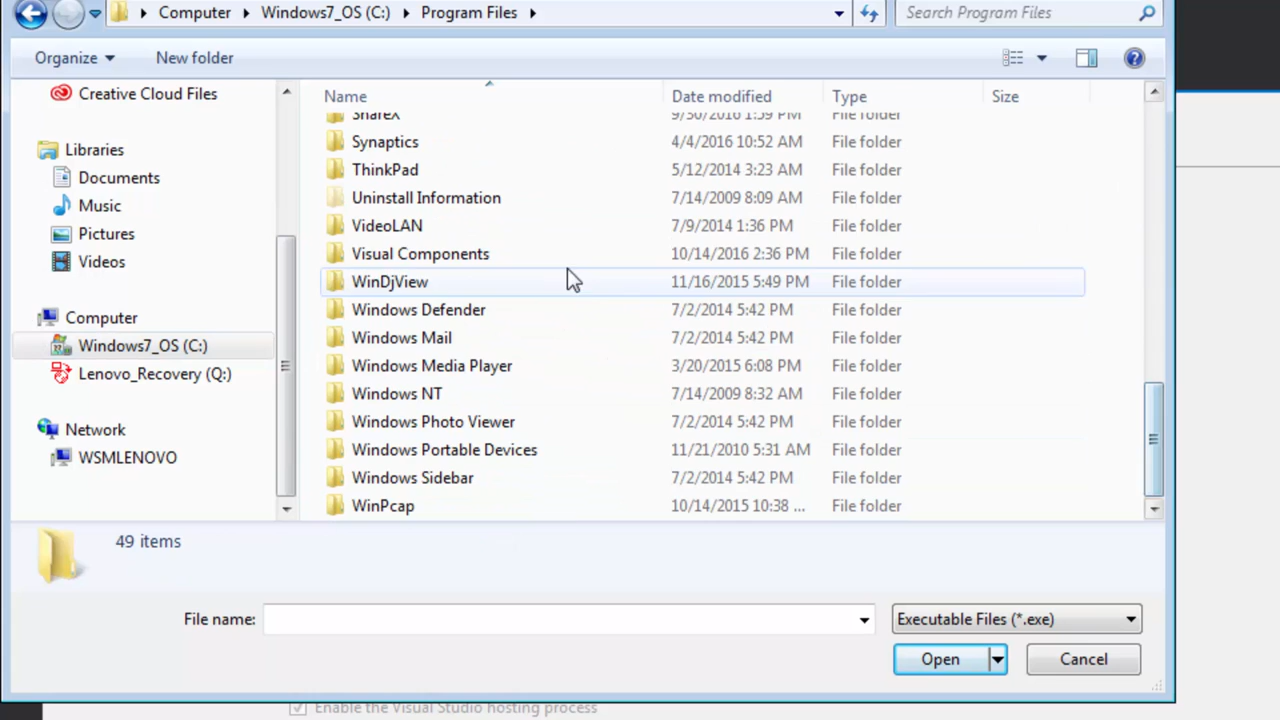 Computer Windows7_OS (C:) Program Files Search Program Files
Organize New folder
Name Date modified Type Size
Creative Cloud Files
Libraries
Documents
Music
Pictures
Videos
Computer
Windows7_OS (C:)
Lenovo_Recovery (Q:)
Network
WSMLENOVO
ShareX 9/30/2016 1:59 PM File folder
Synaptics 4/4/2016 10:52 AM File folder
ThinkPad 5/12/2014 3:23 AM File folder
Uninstall Information 7/14/2009 8:09 AM File folder
VideoLAN 7/9/2014 1:36 PM File folder
Visual Components 10/14/2016 2:36 PM File folder
WinDjView 11/16/2015 5:49 PM File folder
Windows Defender 7/2/2014 5:42 PM File folder
Windows Mail 7/2/2014 5:42 PM File folder
Windows Media Player 3/20/2015 6:08 PM File folder
Windows NT 7/14/2009 8:32 AM File folder
Windows Photo Viewer 7/2/2014 5:42 PM File folder
Windows Portable Devices 11/21/2010 5:31 AM File folder
Windows Sidebar 7/2/2014 5:42 PM File folder
WinPcap 10/14/2015 10:38 ... File folder
49 items
File name: Executable Files (*.exe)
Open Cancel
Enable the Visual Studio hosting process